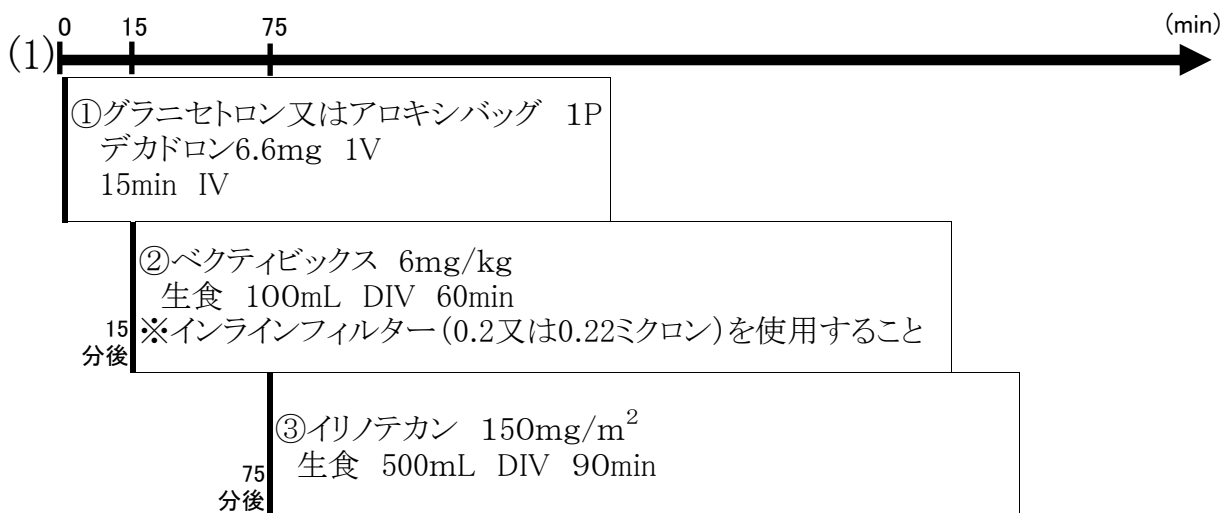 0 15 75 (min)
(1)
①グラニセトロン又はアロキシバッグ 1P
デカドロン6.6mg 1V
15min IV
②ベクティビックス 6mg/kg
生食 100mL DIV 60min
15
分後
※インラインフィルター(0.2又は0.22ミクロン)を使用すること
③イリノテカン 150mg/m²
生食 500mL DIV 90min
75
分後